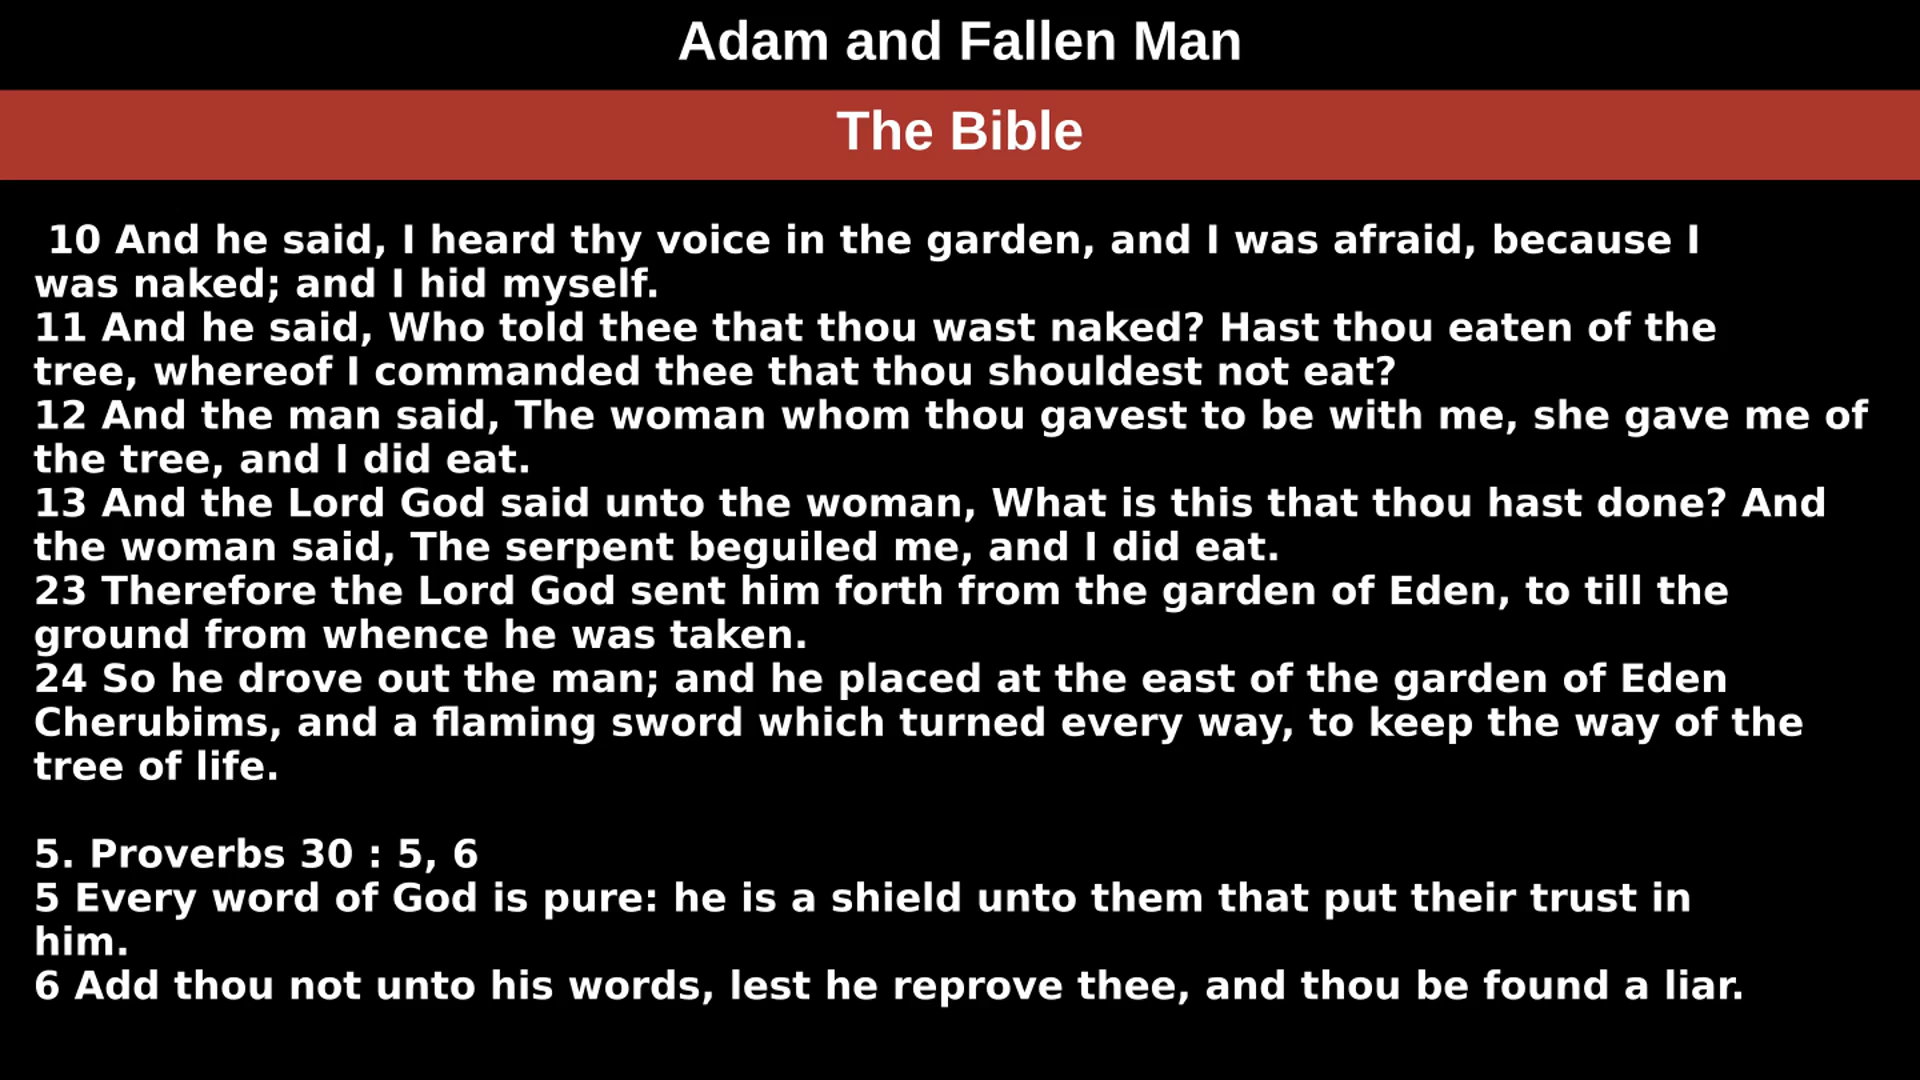 Adam and Fallen Man
The Bible
10 And he said, I heard thy voice in the garden, and I was afraid, because I
was naked; and I hid myself.
11 And he said, Who told thee that thou wast naked? Hast thou eaten of the
tree, whereof I commanded thee that thou shouldest not eat?
12 And the man said, The woman whom thou gavest to be with me, she gave me of
the tree, and I did eat.
13 And the Lord God said unto the woman, What is this that thou hast done? And
the woman said, The serpent beguiled me, and I did eat.
23 Therefore the Lord God sent him forth from the garden of Eden, to till the
ground from whence he was taken.
24 So he drove out the man; and he placed at the east of the garden of Eden
Cherubims, and a flaming sword which turned every way, to keep the way of the
tree of life.
5. Proverbs 30 : 5, 6
5 Every word of God is pure: he is a shield unto them that put their trust in
him.
6 Add thou not unto his words, lest he reprove thee, and thou be found a liar.